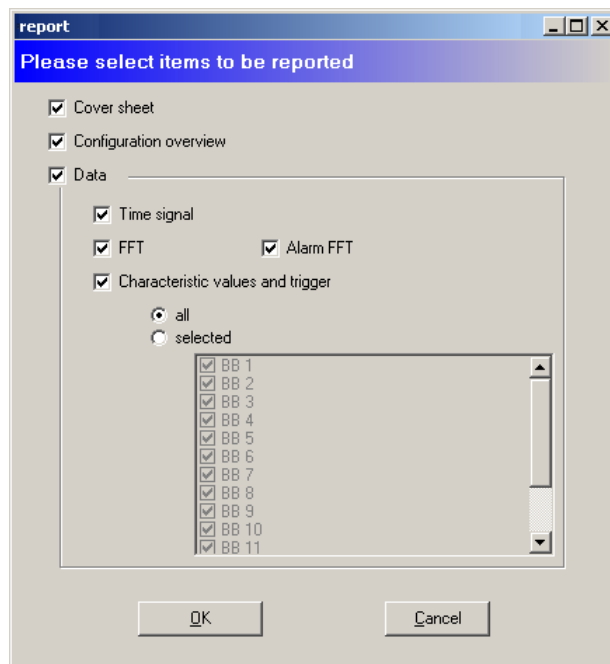 report
Please select items to be reported
Cover sheet
Configuration overview
Data
Time signal
FFT Alarm FFT
Characteristic values and trigger
all
selected
BB 1
BB 2
BB 3
BB 4
BB 5
BB 6
BB 7
BB 8
BB 9
BB 10
BB 11
OK Cancel